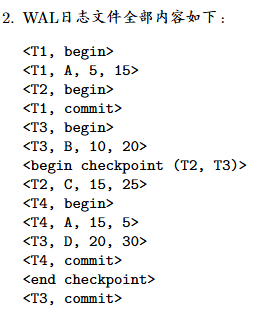 2. WAL日志文件全部内容如下：
<T1, begin>
<T1, A, 5, 15>
<T2, begin>
<T1, commit>
<T3, begin>
<T3, B, 10, 20>
<begin checkpoint (T2, T3)>
<T2, C, 15, 25>
<T4, begin>
<T4, A, 15, 5>
<T3, D, 20, 30>
<T4, commit>
<end checkpoint>
<T3, commit>